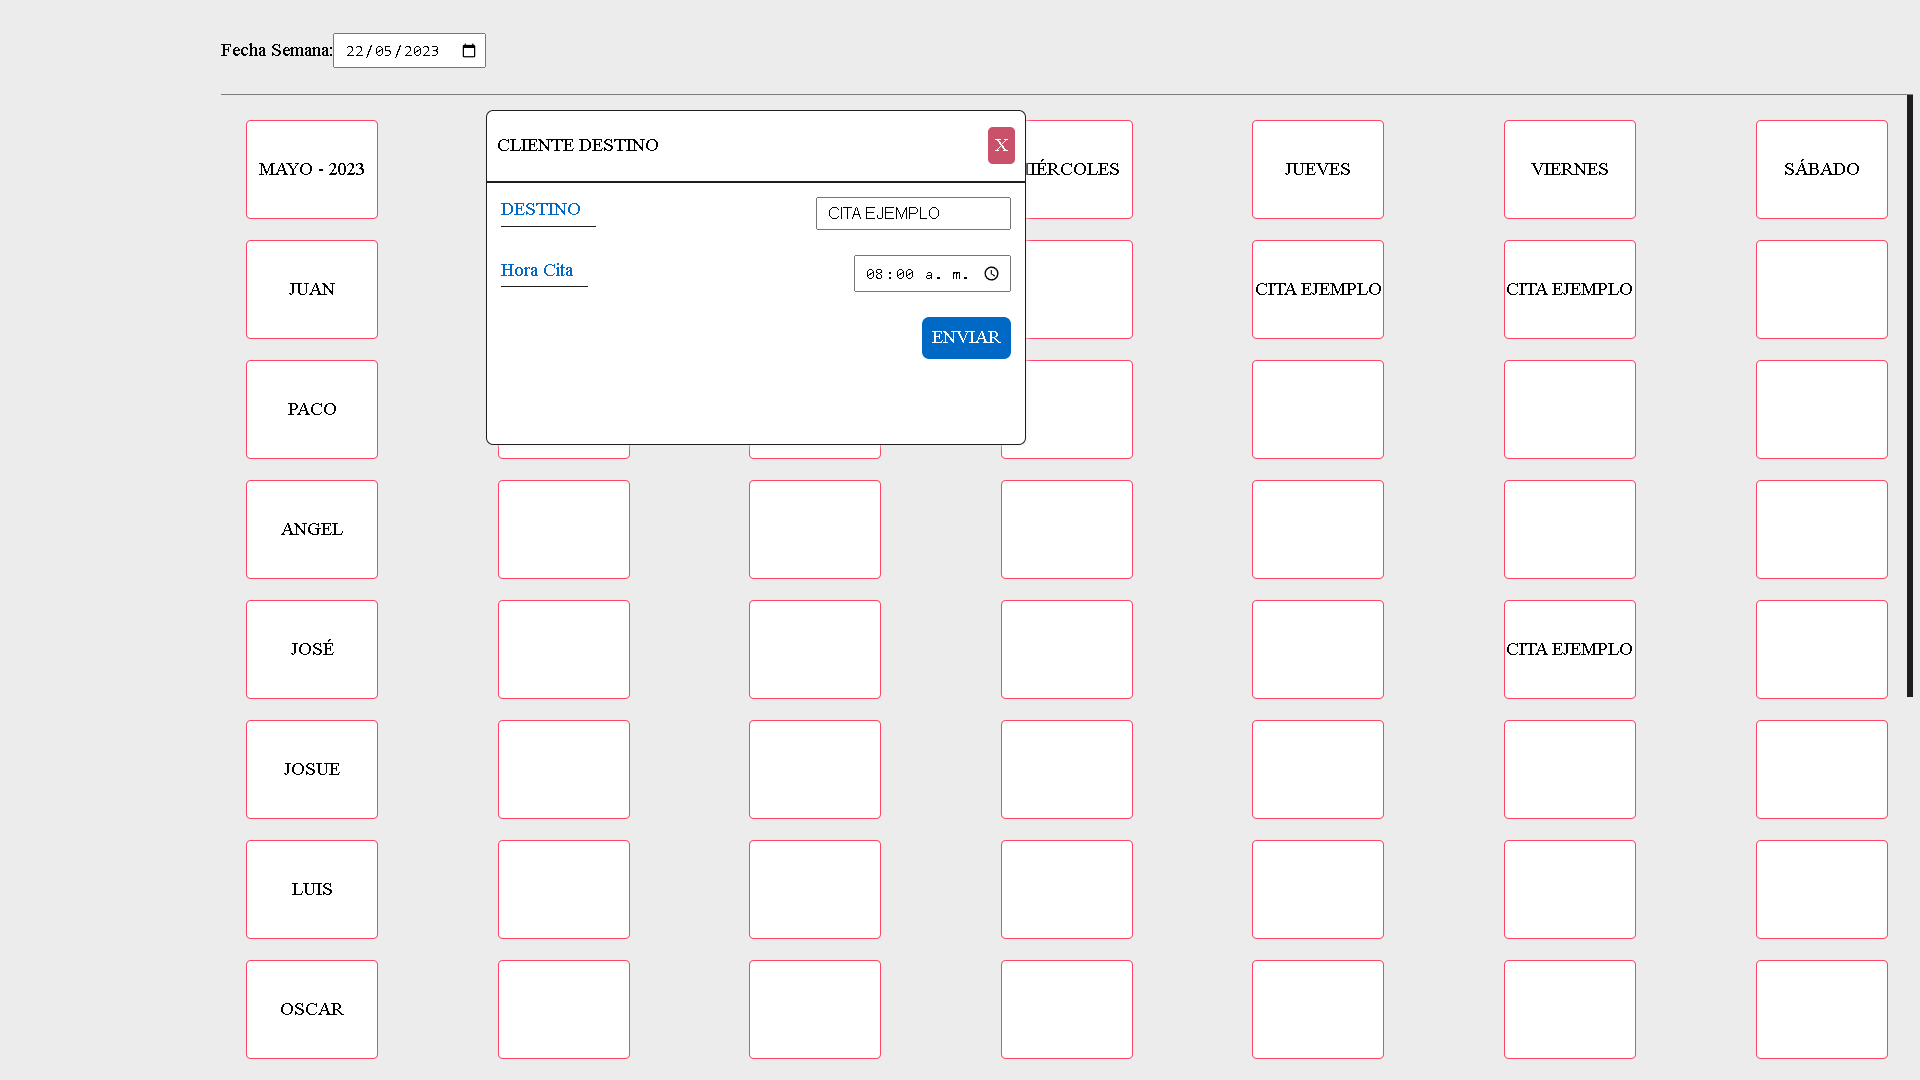 Fecha Semana: 22/05/2023
CLIENTE DESTINO X
MAYO - 2023 IÉRCOLES JUEVES VIERNES SÁBADO
DESTINO CITA EJEMPLO
Hora Cita 08:00 a. m.
JUAN CITA EJEMPLO CITA EJEMPLO
ENVIAR
PACO
ANGEL
JOSÉ CITA EJEMPLO
JOSUE
LUIS
OSCAR